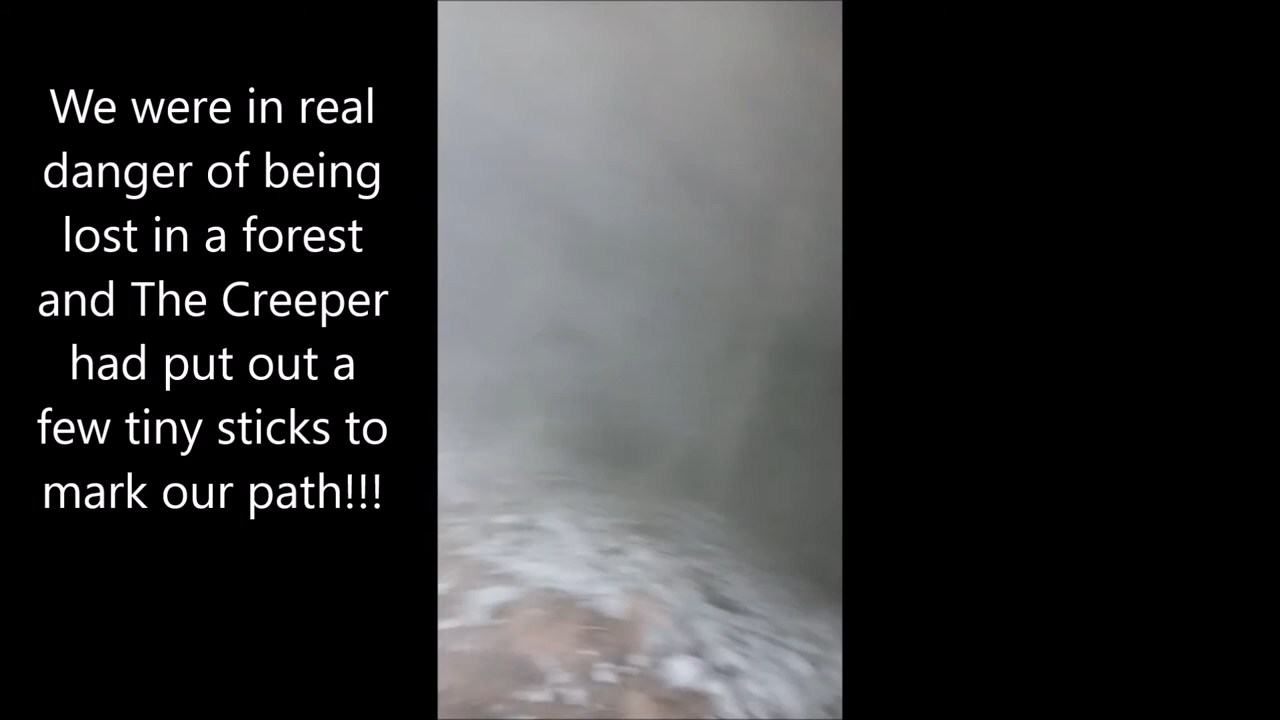 We were in real
danger of being
lost in a forest
and The Creeper
had put out a
few tiny sticks to
mark our path!!!